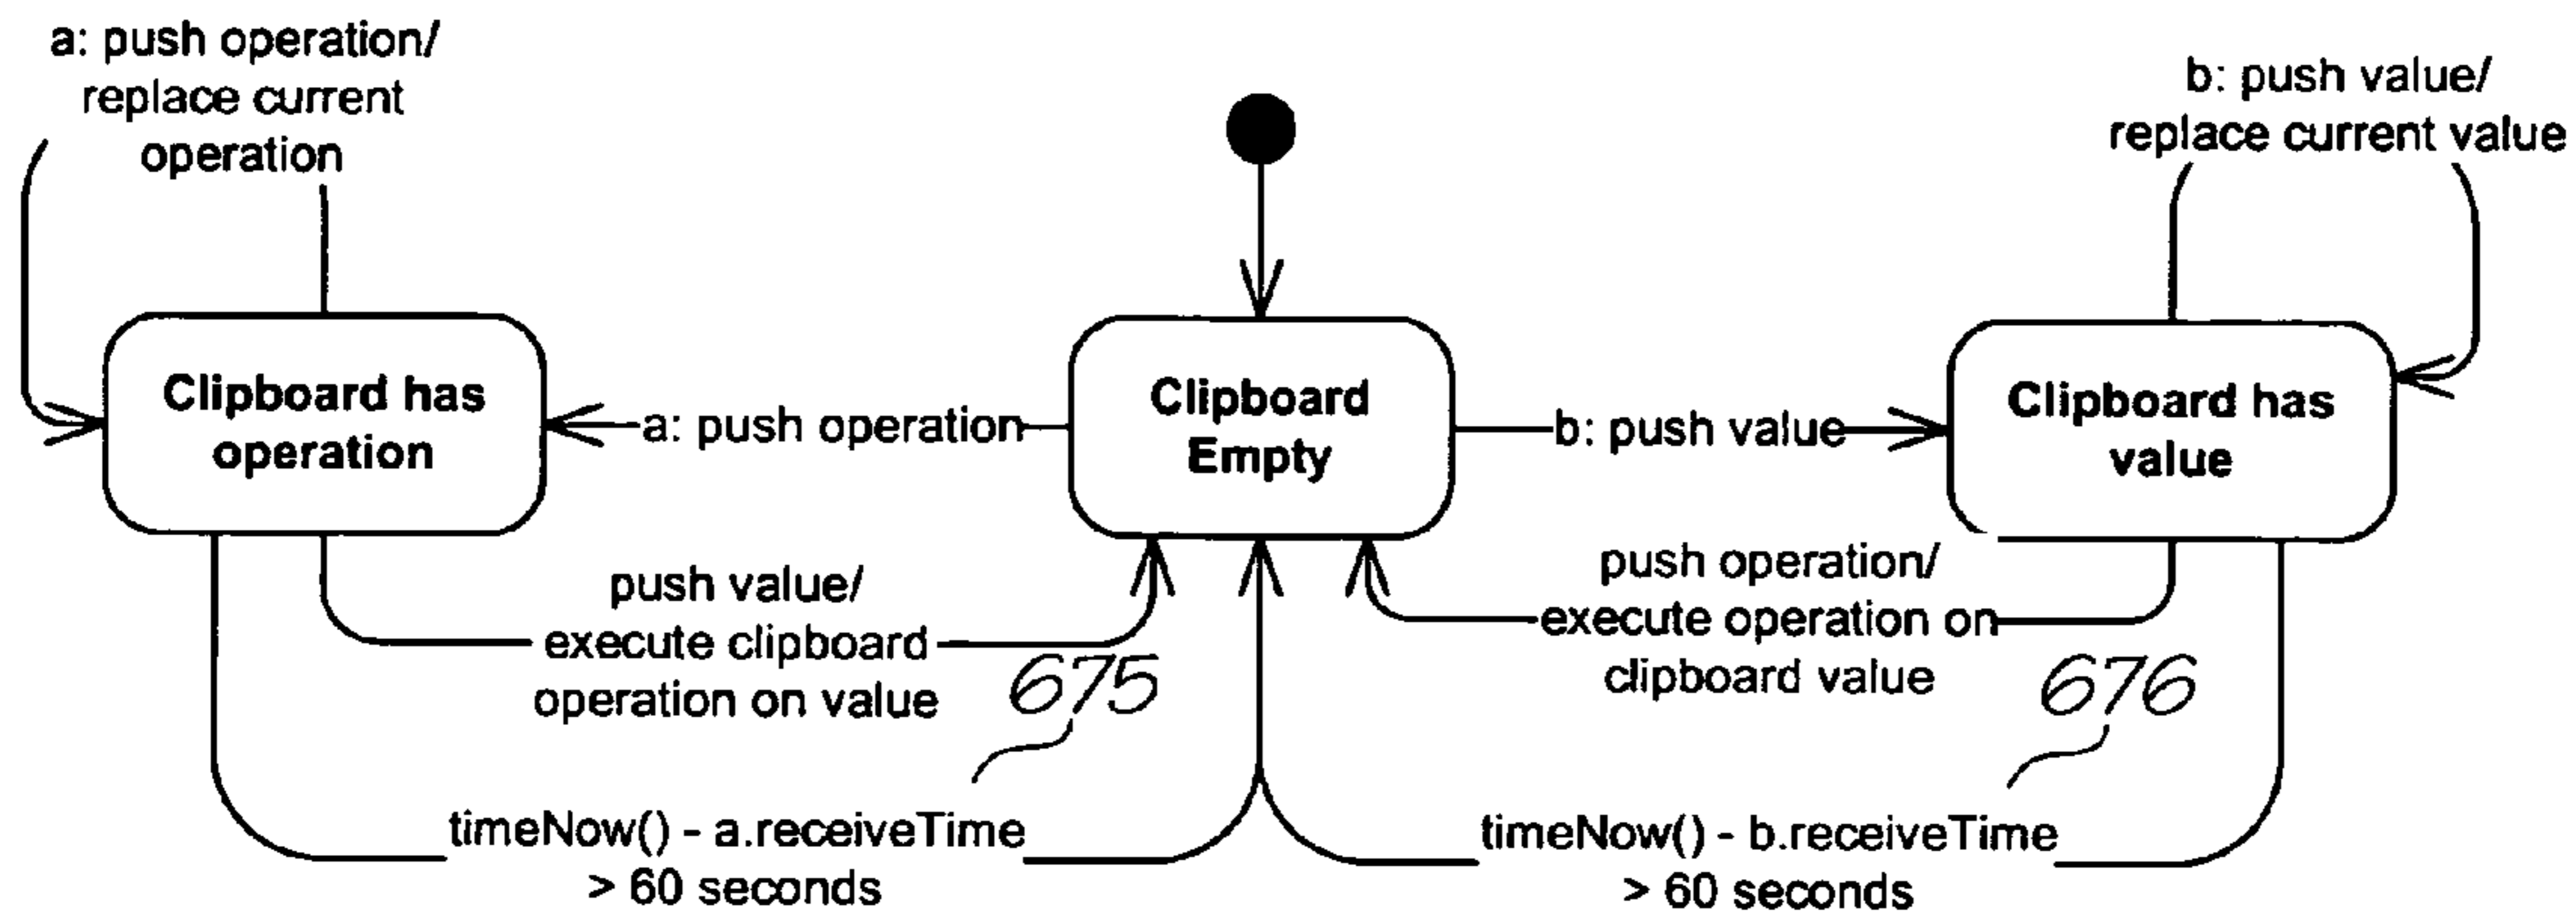 a: push operation/
replace current
operation
b: push value/
replace current value
Clipboard has
operation
a: push operation
Clipboard
Empty
b: push value
Clipboard has
value
push value/
execute clipboard
operation on value
675
push operation/
execute operation on
clipboard value
676
timeNow() - a.receiveTime
> 60 seconds
timeNow() - b.receiveTime
> 60 seconds